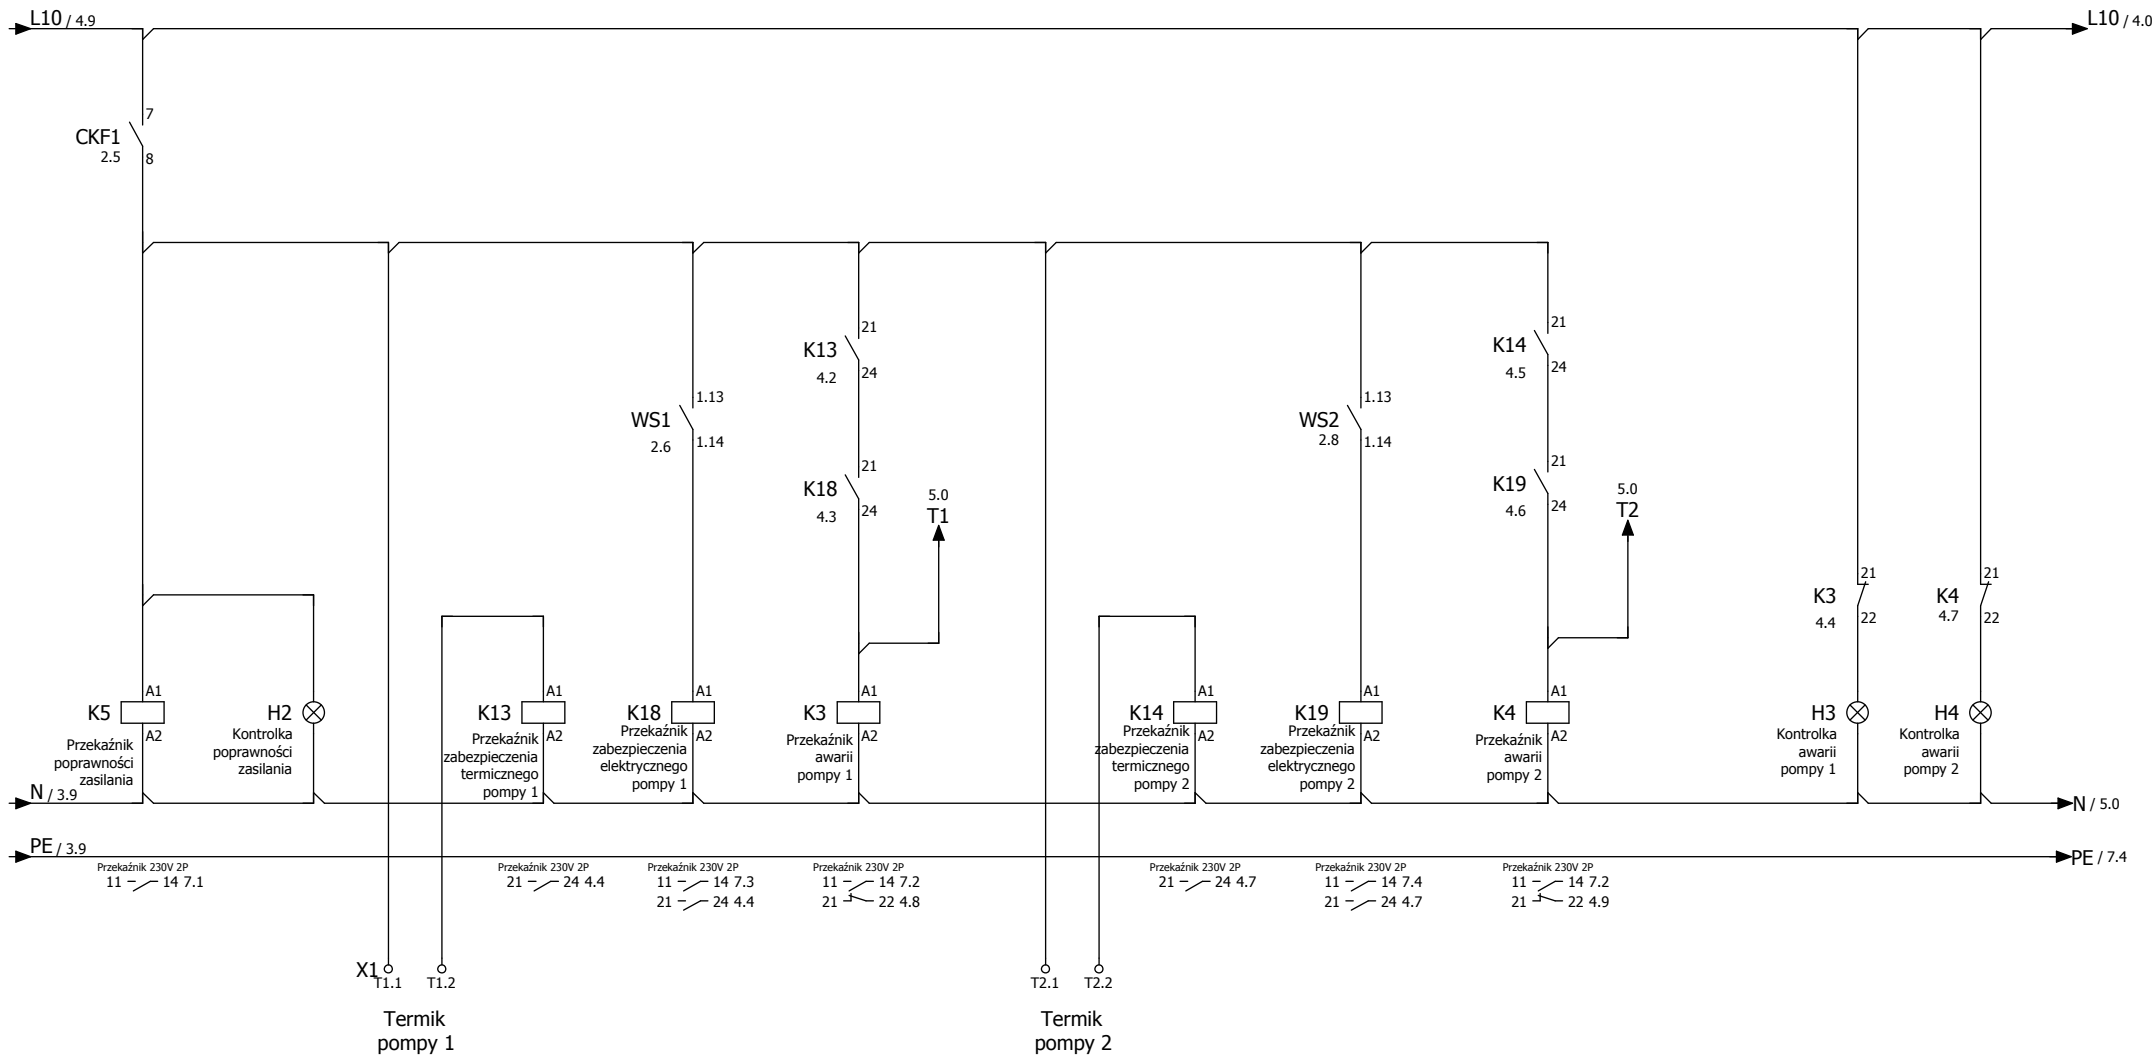 L10 / 4.9
L10 / 4.0
7
CKF1
2.5
8
21
K13
4.2
24
21
K14
4.5
24
1.13
WS1
2.6
1.14
1.13
WS2
2.8
1.14
21
K18
4.3
24
5.0
T1
21
K19
4.6
24
5.0
T2
21
K3
4.4
22
21
K4
4.7
22
A1
K5
A2
Przekaźnik
poprawności
zasilania
H2
Kontrolka
poprawności
zasilania
A1
K13
A2
Przekaźnik
zabezpieczenia
termicznego
pompy 1
A1
K18
A2
Przekaźnik
zabezpieczenia
elektrycznego
pompy 1
A1
K3
A2
Przekaźnik
awarii
pompy 1
A1
K14
A2
Przekaźnik
zabezpieczenia
termicznego
pompy 2
A1
K19
A2
Przekaźnik
zabezpieczenia
elektrycznego
pompy 2
A1
K4
A2
Przekaźnik
awarii
pompy 2
H3
Kontrolka
awarii
pompy 1
H4
Kontrolka
awarii
pompy 2
N / 3.9
N / 5.0
PE / 3.9
PE / 7.4
Przekaźnik 230V 2P
11 14 7.1
Przekaźnik 230V 2P
21 24 4.4
Przekaźnik 230V 2P
11 14 7.3
21 24 4.4
Przekaźnik 230V 2P
11 14 7.2
21 22 4.8
Przekaźnik 230V 2P
21 24 4.7
Przekaźnik 230V 2P
11 14 7.4
21 24 4.7
Przekaźnik 230V 2P
11 14 7.2
21 22 4.9
X1
T1.1
T1.2
T2.1
T2.2
Termik
pompy 1
Termik
pompy 2